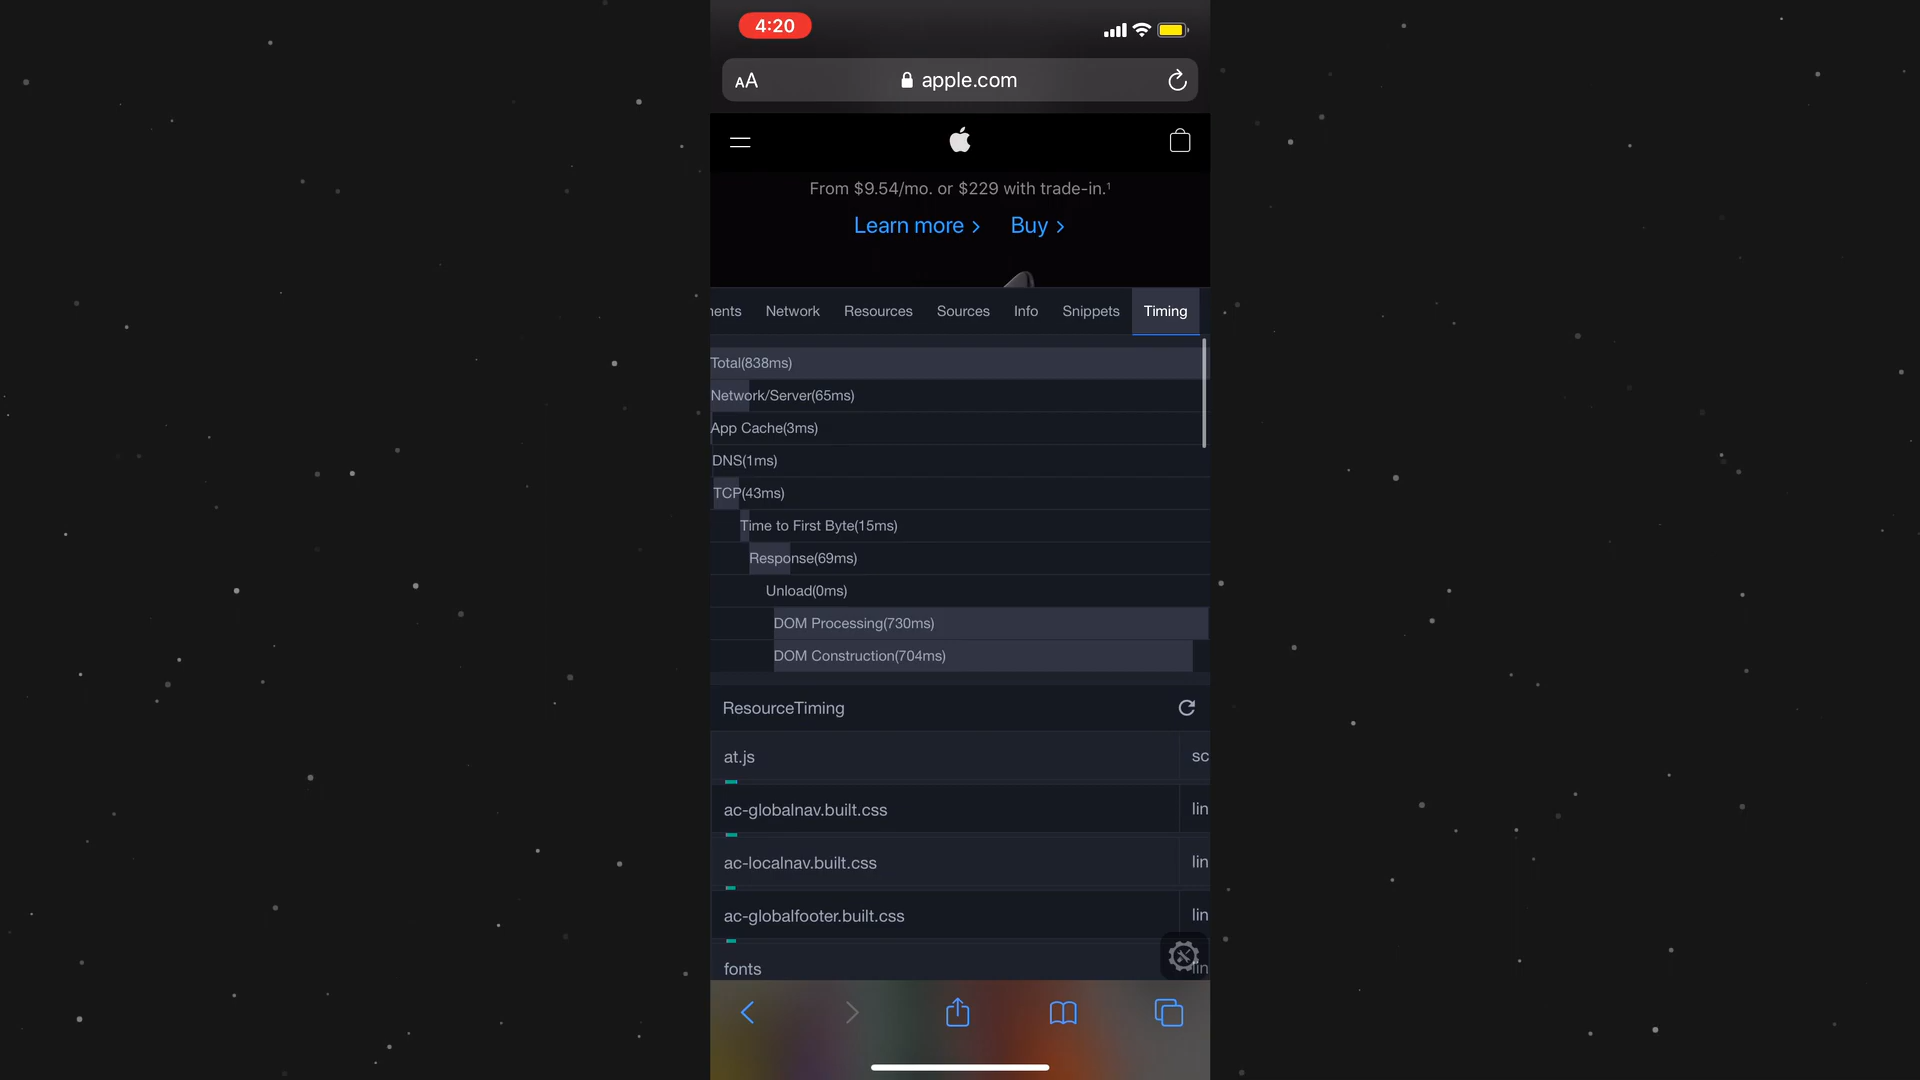 4:20
AA apple.com
From $9.54/mo. or $229 with trade-in.¹
Learn more > Buy >
nents Network Resources Sources Info Snippets Timing
Total(838ms)
Network/Server(65ms)
App Cache(3ms)
DNS(1ms)
TCP(43ms)
Time to First Byte(15ms)
Response(69ms)
Unload(0ms)
DOM Processing(730ms)
DOM Construction(704ms)
ResourceTiming
at.js sc
ac-globalnav.built.css lin
ac-localnav.built.css lin
ac-globalfooter.built.css lin
fonts lin